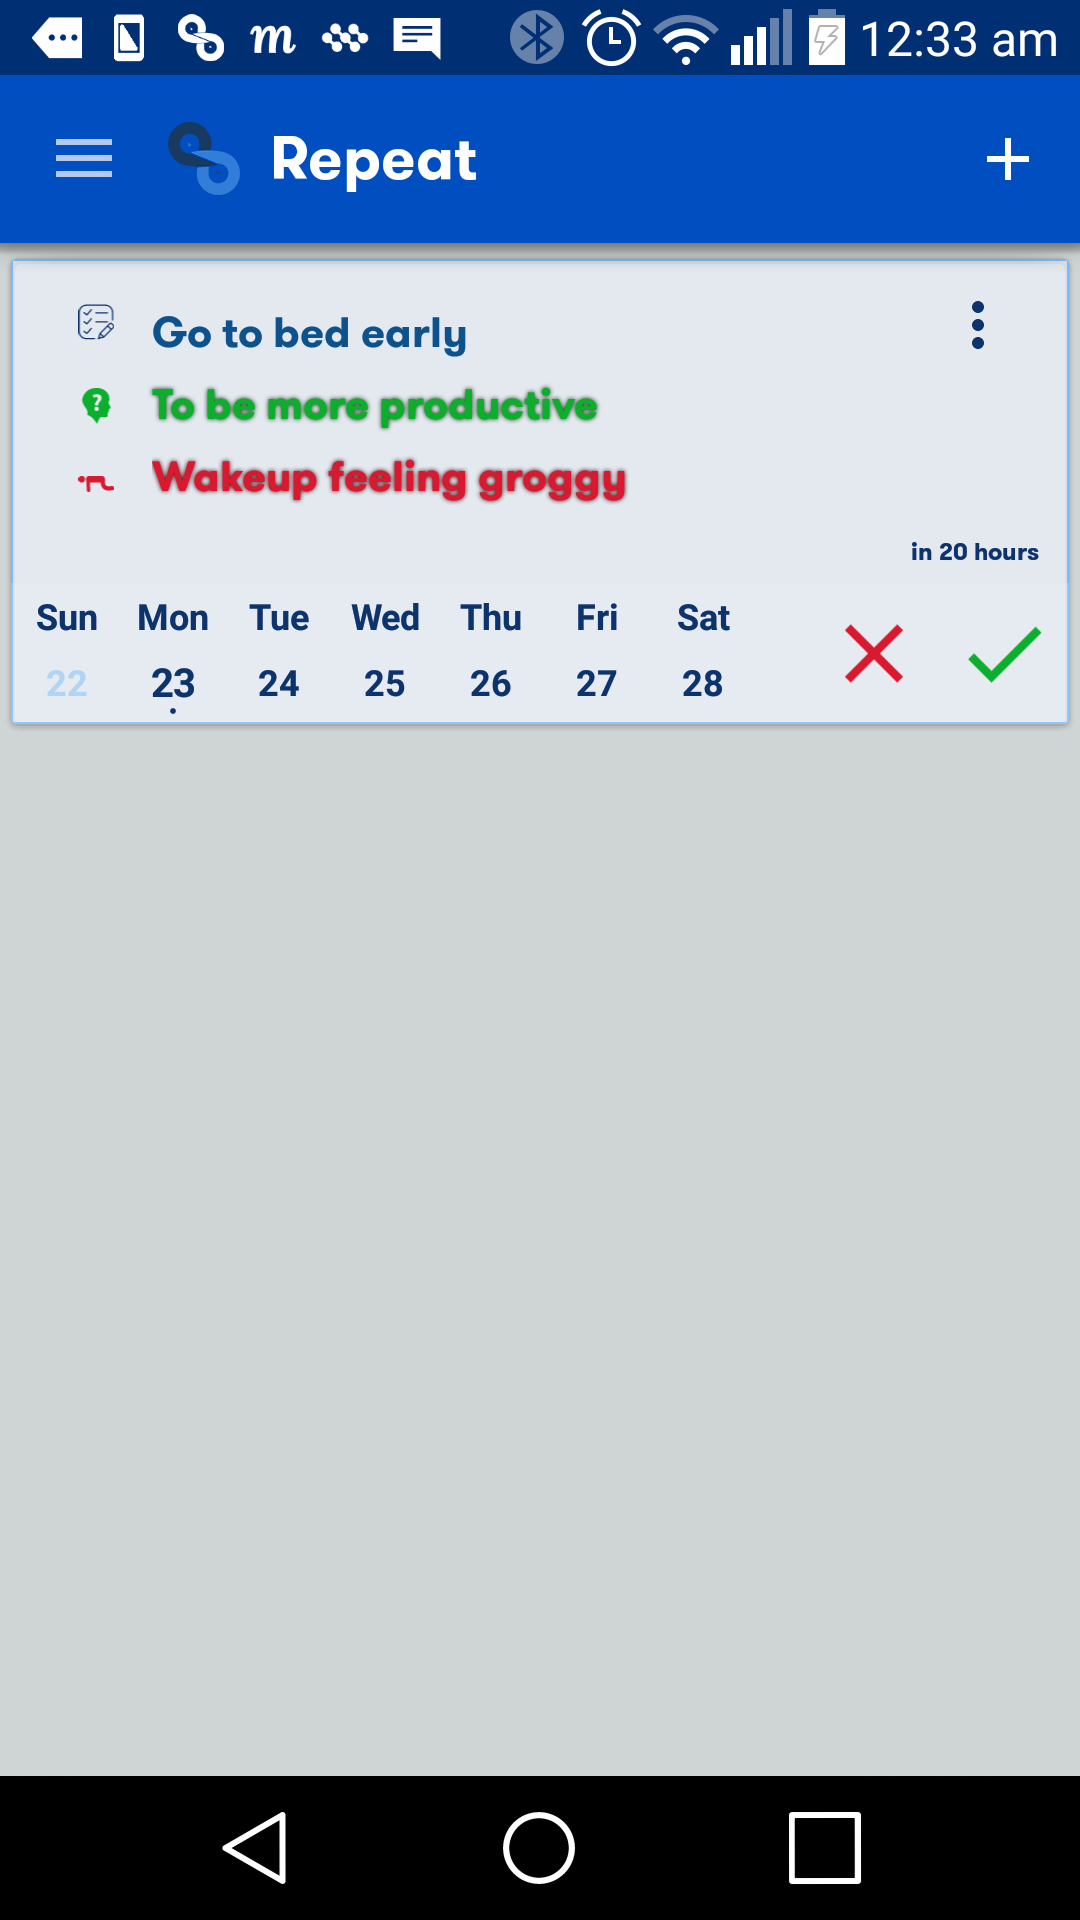 12:33 am
Repeat
Go to bed early
To be more productive
Wakeup feeling groggy
in 20 hours
Sun Mon Tue Wed Thu Fri Sat
22 23 24 25 26 27 28